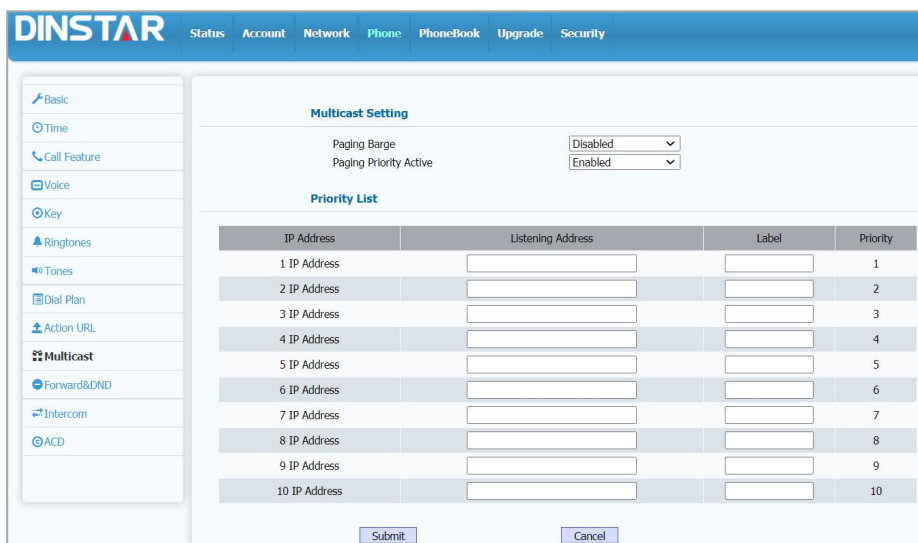 DINSTAR
Status Account Network Phone PhoneBook Upgrade Security
Basic
Time
Call Feature
Voice
Key
Ringtones
Tones
Dial Plan
Action URL
Multicast
Forward&DND
Intercom
ACD
Multicast Setting
Paging Barge Disabled
Paging Priority Active Enabled
Priority List
IP Address Listening Address Label Priority
1 IP Address 1
2 IP Address 2
3 IP Address 3
4 IP Address 4
5 IP Address 5
6 IP Address 6
7 IP Address 7
8 IP Address 8
9 IP Address 9
10 IP Address 10
Submit Cancel